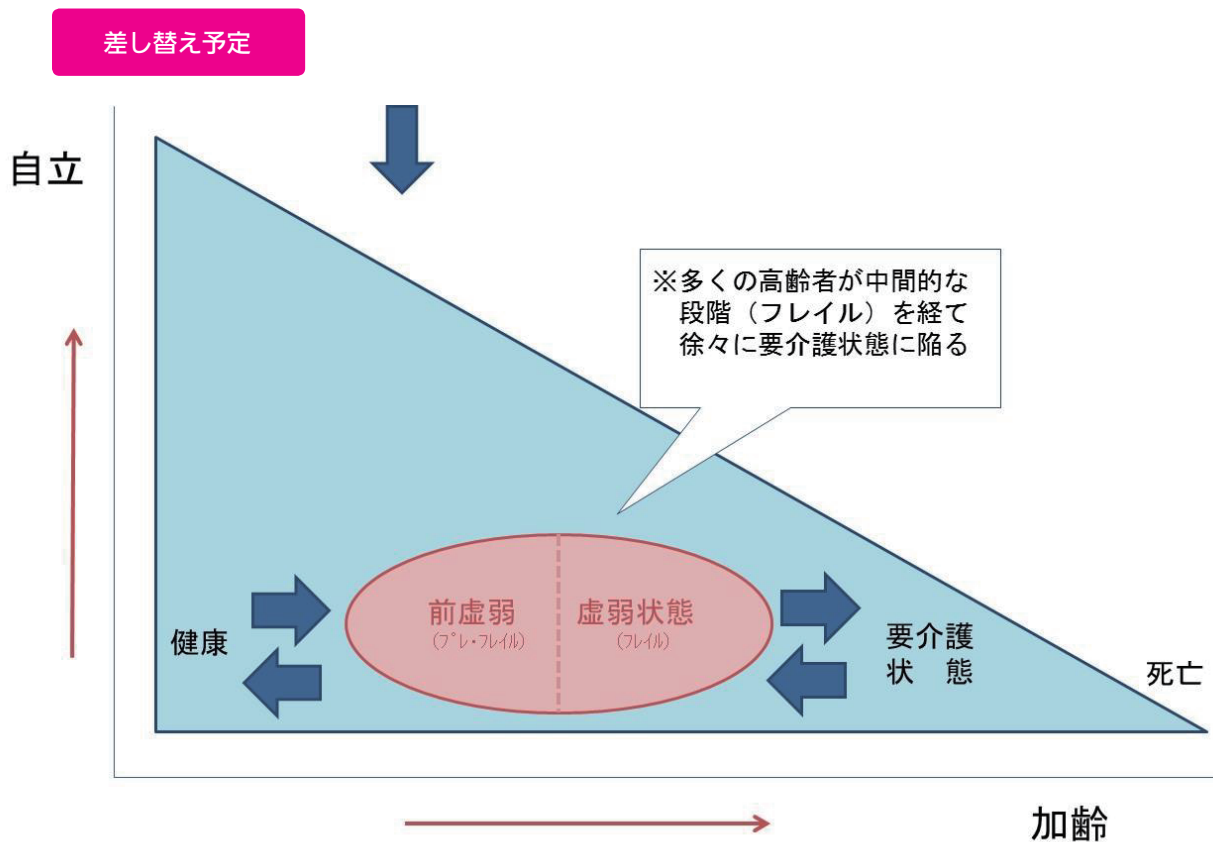 差し替え予定
自立
※多くの高齢者が中間的な
段階（フレイル）を経て
徐々に要介護状態に陥る
前虚弱
(プレ・フレイル)
虚弱状態
(フレイル)
健康
要介護
状　態
死亡
加齢